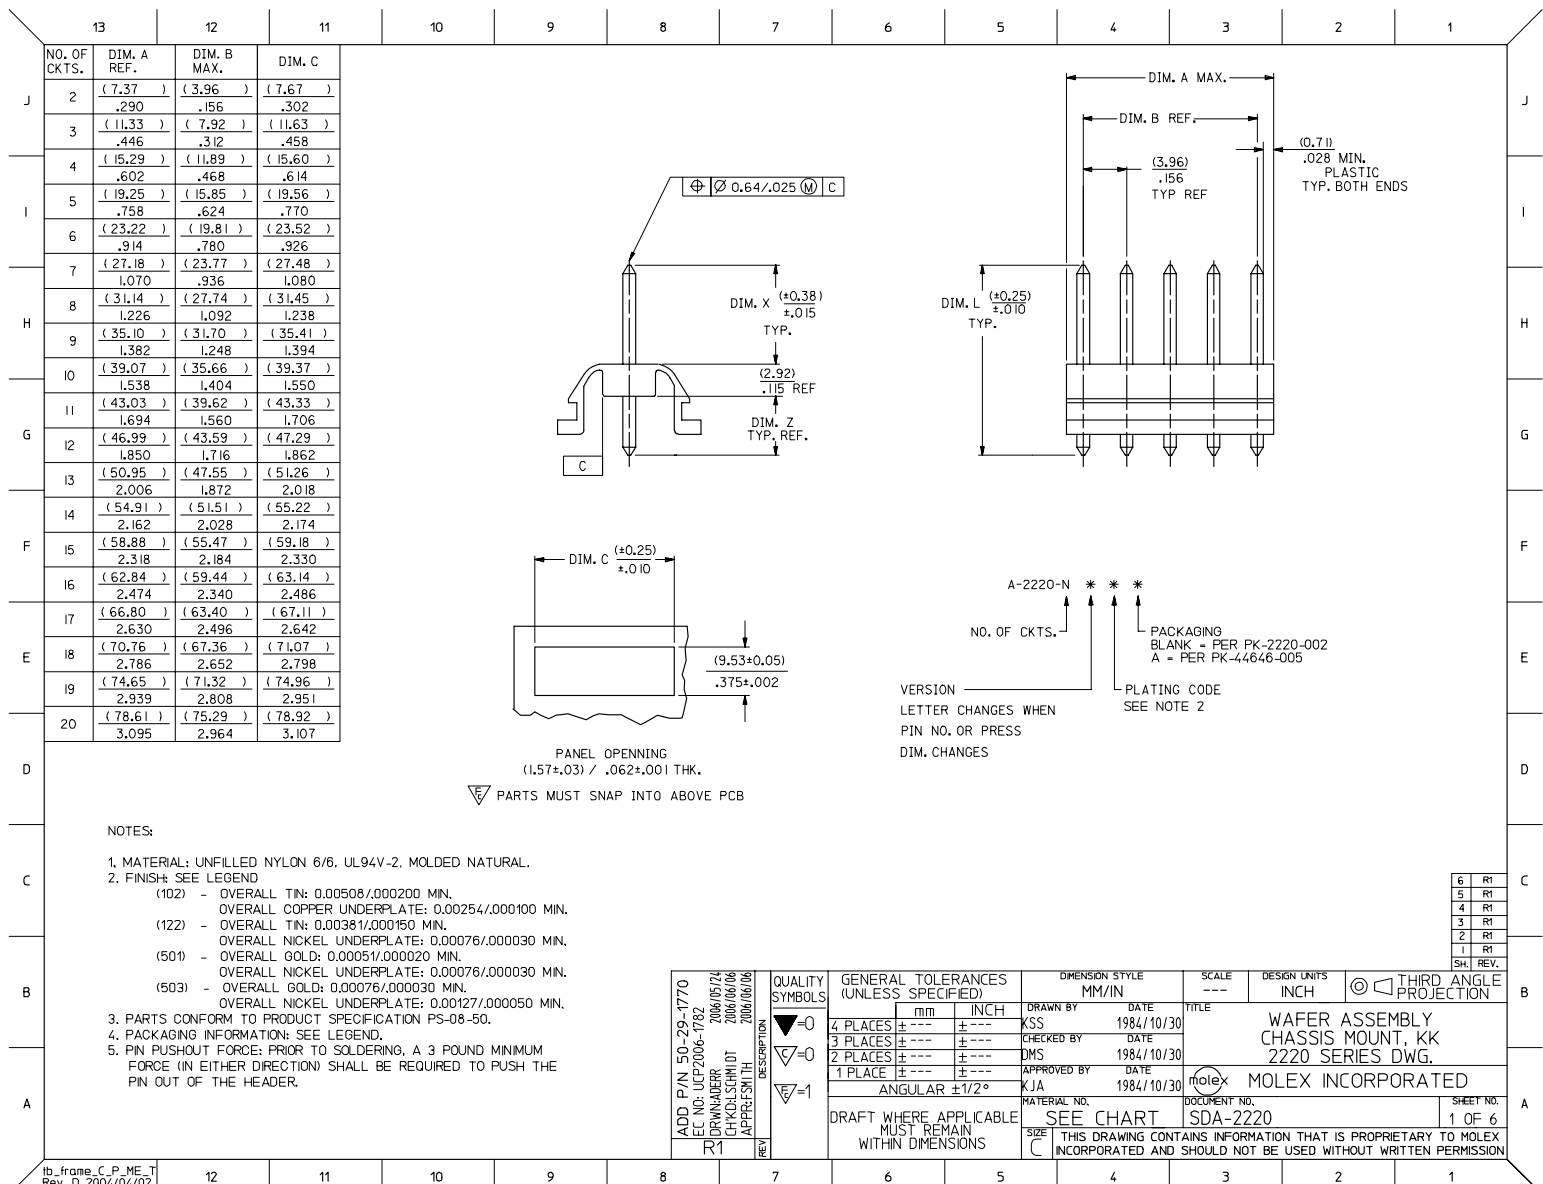 13 12 11 10 9 8 7 6 5 4 3 2 1
J
I
H
G
F
E
D
C
B
A
NO. OF CKTS. DIM. A REF. DIM. B MAX. DIM. C
2 (7.37) .290 (3.96) .156 (7.67) .302
3 (11.33) .446 (7.92) .312 (11.63) .458
4 (15.29) .602 (11.89) .468 (15.60) .614
5 (19.25) .758 (15.85) .624 (19.56) .770
6 (23.22) .914 (19.81) .780 (23.52) .926
7 (27.18) 1.070 (23.77) .936 (27.48) 1.080
8 (31.14) 1.226 (27.74) 1.092 (31.45) 1.238
9 (35.10) 1.382 (31.70) 1.248 (35.41) 1.394
10 (39.07) 1.538 (35.66) 1.404 (39.37) 1.550
11 (43.03) 1.694 (39.62) 1.560 (43.33) 1.706
12 (46.99) 1.850 (43.59) 1.716 (47.29) 1.862
13 (50.95) 2.006 (47.55) 1.872 (51.26) 2.018
14 (54.91) 2.162 (51.51) 2.028 (55.22) 2.174
15 (58.88) 2.318 (55.47) 2.184 (59.18) 2.330
16 (62.84) 2.474 (59.44) 2.340 (63.14) 2.486
17 (66.80) 2.630 (63.40) 2.496 (67.11) 2.642
18 (70.76) 2.786 (67.36) 2.652 (71.07) 2.798
19 (74.65) 2.939 (71.32) 2.808 (74.96) 2.951
20 (78.61) 3.095 (75.29) 2.964 (78.92) 3.107
⌖ Ø 0.64/.025 Ⓜ C
DIM. X (±0.38)
±.015
TYP.
(2.92)
.115 REF
DIM. Z
TYP. REF.
C
DIM. A MAX.
DIM. B REF.
(3.96)
.156
TYP REF
(0.71)
.028 MIN.
PLASTIC
TYP. BOTH ENDS
DIM. L (±0.25)
±.010
TYP.
DIM. C (±0.25)
±.010
(9.53±0.05)
.375±.002
PANEL OPENNING
(1.57±.03) / .062±.001 THK.
PARTS MUST SNAP INTO ABOVE PCB
A-2220-N * * *
NO. OF CKTS.
PACKAGING
BLANK = PER PK-2220-002
A = PER PK-44646-005
VERSION
LETTER CHANGES WHEN
PIN NO. OR PRESS
DIM. CHANGES
PLATING CODE
SEE NOTE 2
NOTES:
1. MATERIAL: UNFILLED NYLON 6/6, UL94V-2, MOLDED NATURAL.
2. FINISH: SEE LEGEND
(102) - OVERALL TIN: 0.00508/.000200 MIN.
OVERALL COPPER UNDERPLATE: 0.00254/.000100 MIN.
(122) - OVERALL TIN: 0.00381/.000150 MIN.
OVERALL NICKEL UNDERPLATE: 0.00076/.000030 MIN.
(501) - OVERALL GOLD: 0.00051/.000020 MIN.
OVERALL NICKEL UNDERPLATE: 0.00076/.000030 MIN.
(503) - OVERALL GOLD: 0.00076/.000030 MIN.
OVERALL NICKEL UNDERPLATE: 0.00127/.000050 MIN.
3. PARTS CONFORM TO PRODUCT SPECIFICATION PS-08-50.
4. PACKAGING INFORMATION: SEE LEGEND.
5. PIN PUSHOUT FORCE: PRIOR TO SOLDERING, A 3 POUND MINIMUM
FORCE (IN EITHER DIRECTION) SHALL BE REQUIRED TO PUSH THE
PIN OUT OF THE HEADER.
6 R1
5 R1
4 R1
3 R1
2 R1
1 R1
SH. REV.
ADD P/N 50-29-1770
EC NO: UCP2006-1782
DRWN:ADERR 2006/05/24
CH'KD:LSCHMIDT 2006/06/06
APPR:FSMITH 2006/06/06
R1
DESCRIPTION
REV
QUALITY SYMBOLS
=0
C =0
=1
GENERAL TOLERANCES
(UNLESS SPECIFIED)
mm INCH
4 PLACES ± --- ± ---
3 PLACES ± --- ± ---
2 PLACES ± --- ± ---
1 PLACE ± --- ± ---
ANGULAR ±1/2°
DRAFT WHERE APPLICABLE
MUST REMAIN
WITHIN DIMENSIONS
DIMENSION STYLE
MM/IN
SCALE
---
DESIGN UNITS
INCH
THIRD ANGLE
PROJECTION
DRAWN BY DATE
KSS 1984/10/30
CHECKED BY DATE
DMS 1984/10/30
APPROVED BY DATE
KJA 1984/10/30
TITLE
WAFER ASSEMBLY
CHASSIS MOUNT, KK
2220 SERIES DWG.
molex MOLEX INCORPORATED
MATERIAL NO.
SEE CHART
DOCUMENT NO.
SDA-2220
SHEET NO.
1 OF 6
SIZE
C
THIS DRAWING CONTAINS INFORMATION THAT IS PROPRIETARY TO MOLEX
INCORPORATED AND SHOULD NOT BE USED WITHOUT WRITTEN PERMISSION
tb_frame_C_P_ME_T
Rev. D 2004/04/02
12 11 10 9 8 7 6 5 4 3 2 1